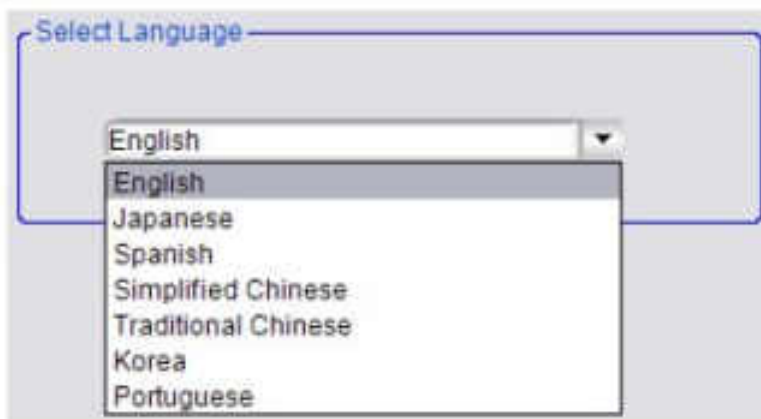 Select Language
English
English
Japanese
Spanish
Simplified Chinese
Traditional Chinese
Korea
Portuguese